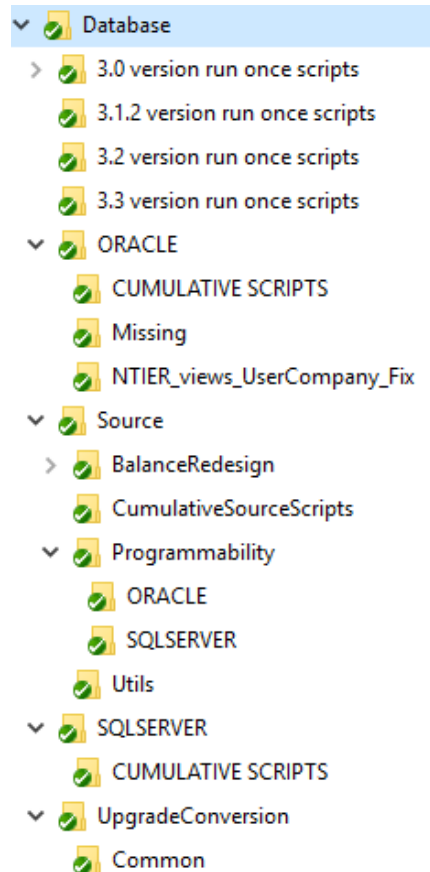 Database
3.0 version run once scripts
3.1.2 version run once scripts
3.2 version run once scripts
3.3 version run once scripts
ORACLE
CUMULATIVE SCRIPTS
Missing
NTIER_views_UserCompany_Fix
Source
BalanceRedesign
CumulativeSourceScripts
Programmability
ORACLE
SQLSERVER
Utils
SQLSERVER
CUMULATIVE SCRIPTS
UpgradeConversion
Common